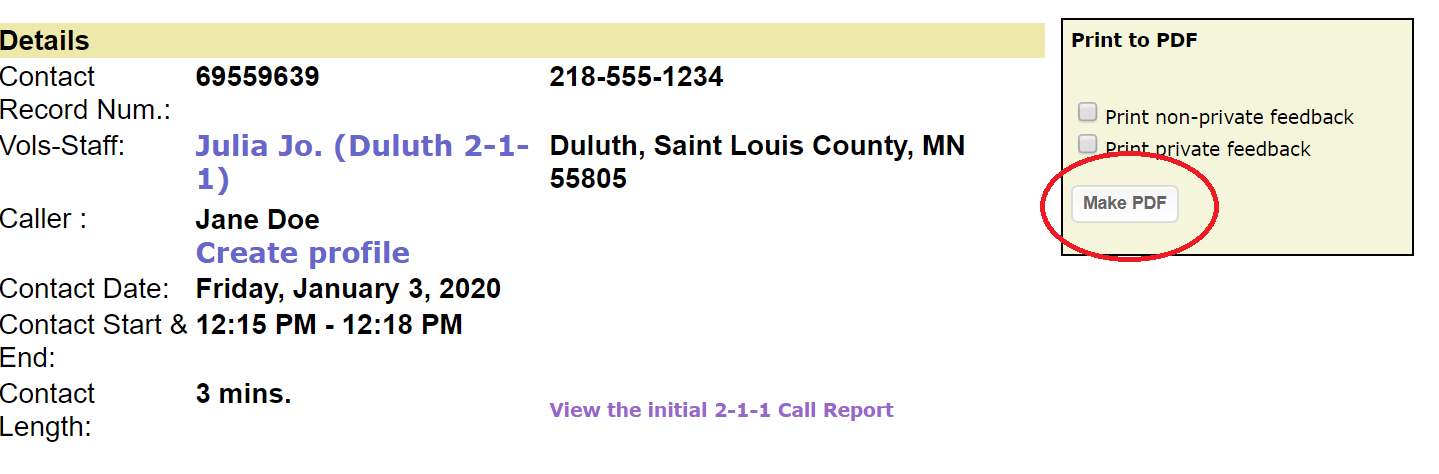 Details
Contact 69559639 218-555-1234
Record Num.:
Vols-Staff: Julia Jo. (Duluth 2-1- Duluth, Saint Louis County, MN
1) 55805
Caller : Jane Doe
Create profile
Contact Date: Friday, January 3, 2020
Contact Start & 12:15 PM - 12:18 PM
End:
Contact 3 mins.
Length:
View the initial 2-1-1 Call Report
Print to PDF
Print non-private feedback
Print private feedback
Make PDF